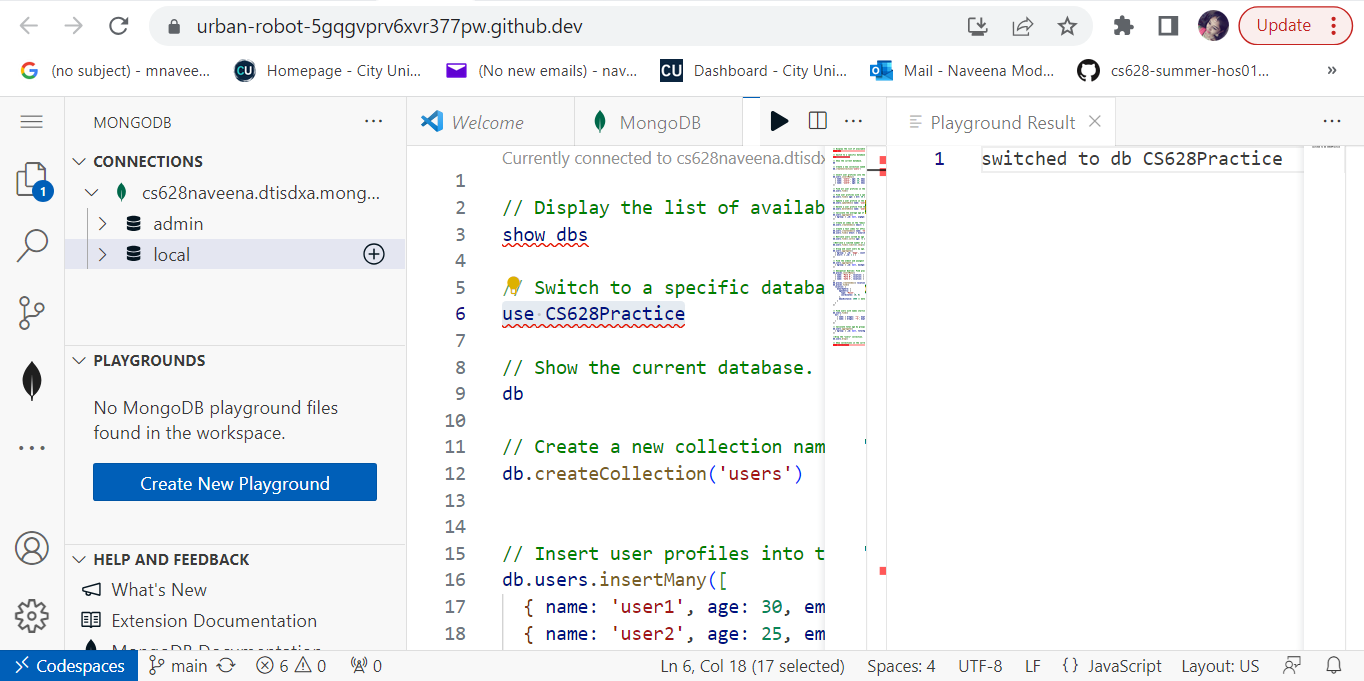 urban-robot-5gqgvprv6xvr377pw.github.dev
Update
(no subject) - mnavee...
Homepage - City Uni...
(No new emails) - nav...
Dashboard - City Uni...
Mail - Naveena Mod...
cs628-summer-hos01...
»
MONGODB
CONNECTIONS
cs628naveena.dtisdxa.mong...
admin
local
1
PLAYGROUNDS
No MongoDB playground files
found in the workspace.
Create New Playground
HELP AND FEEDBACK
What's New
Extension Documentation
MongoDB Documentation
Welcome
MongoDB
Currently connected to cs628naveena.dtisdx
1
2 // Display the list of availab
3 show dbs
4
5 // Switch to a specific databa
6 use CS628Practice
7
8 // Show the current database.
9 db
10
11 // Create a new collection nam
12 db.createCollection('users')
13
14
15 // Insert user profiles into t
16 db.users.insertMany([
17 { name: 'user1', age: 30, em
18 { name: 'user2', age: 25, em
Playground Result
1 switched to db CS628Practice
Codespaces
main
6
0
0
Ln 6, Col 18 (17 selected)
Spaces: 4
UTF-8
LF
{ } JavaScript
Layout: US